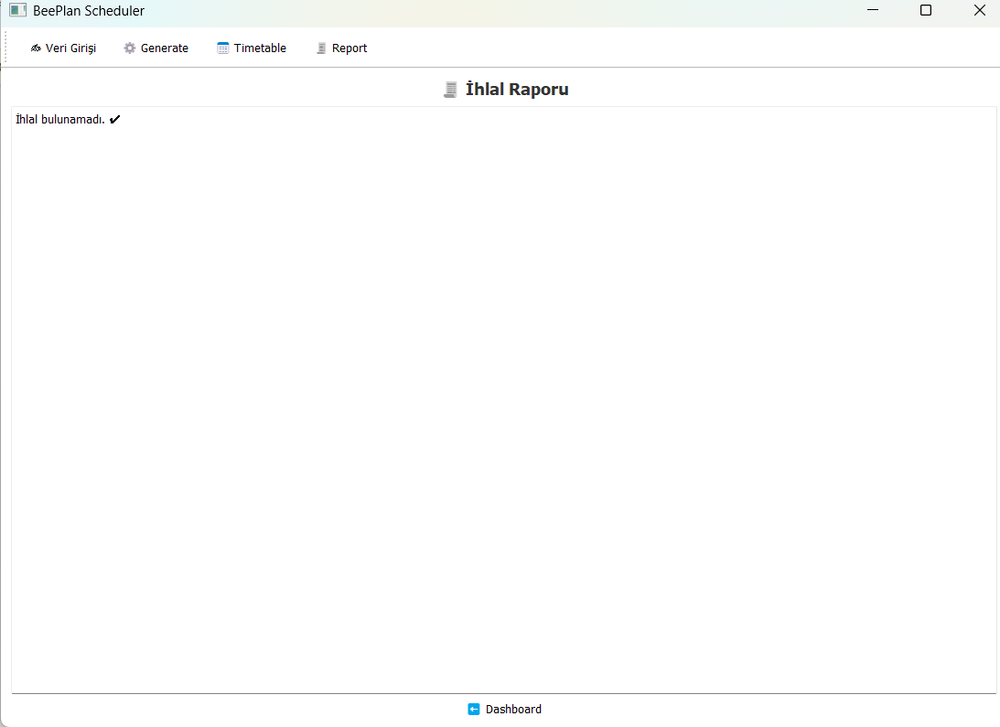 BeePlan Scheduler
Veri Girişi Generate Timetable Report
İhlal Raporu
İhlal bulunamadı. ✔
Dashboard